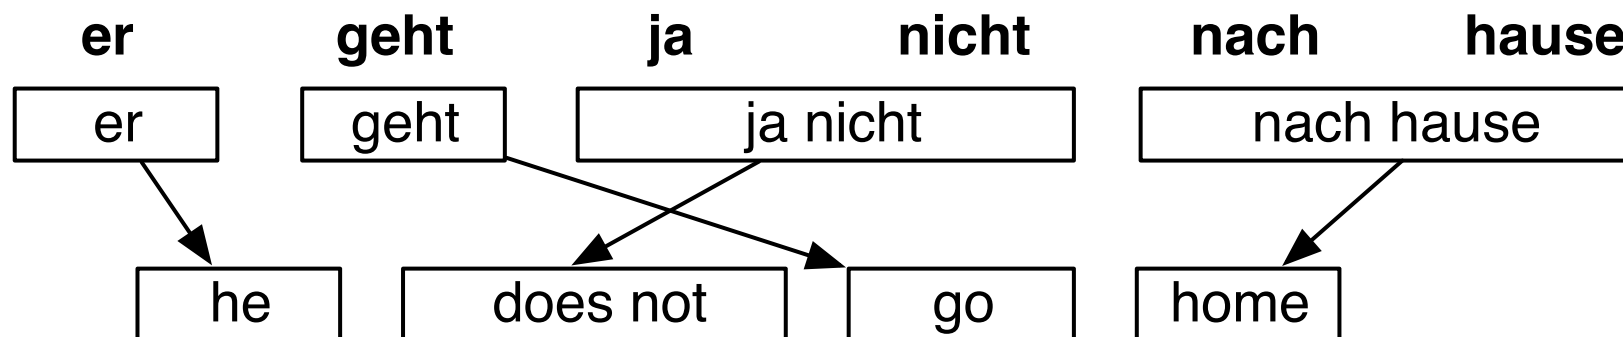 er geht ja nicht nach hause
er geht ja nicht nach hause
he does not go home